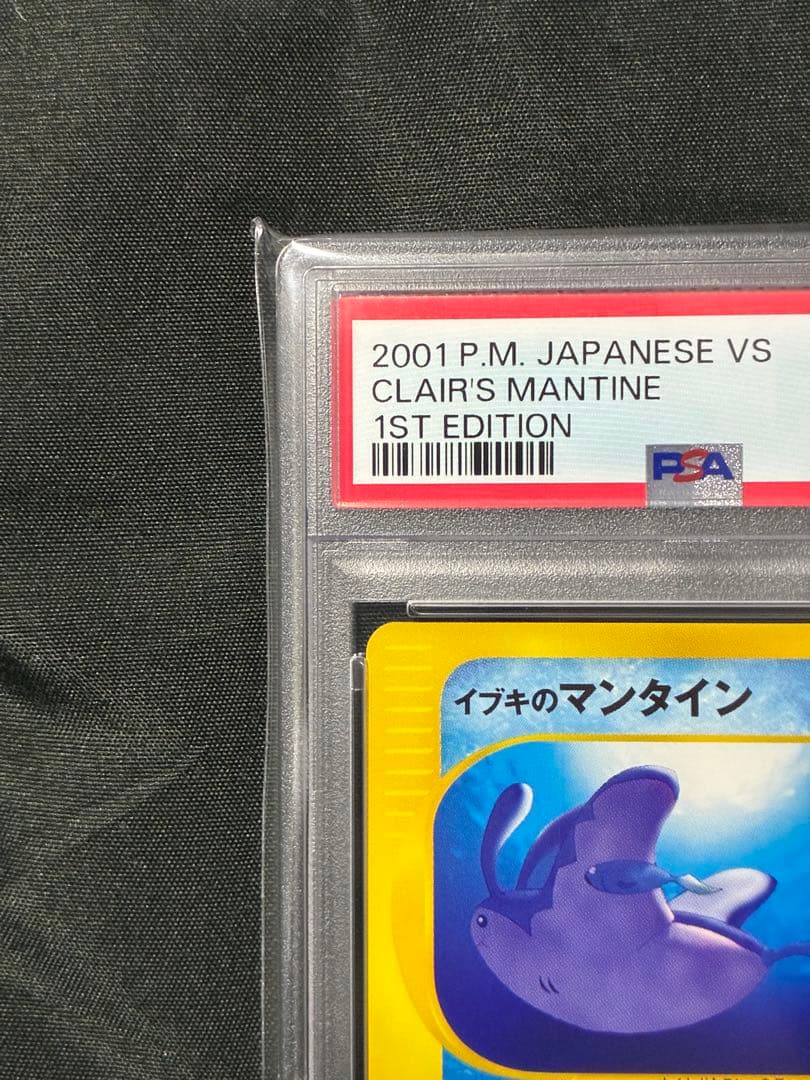 2001 P.M. JAPANESE VS
CLAIR'S MANTINE
1ST EDITION
PSA
イブキのマンタイン